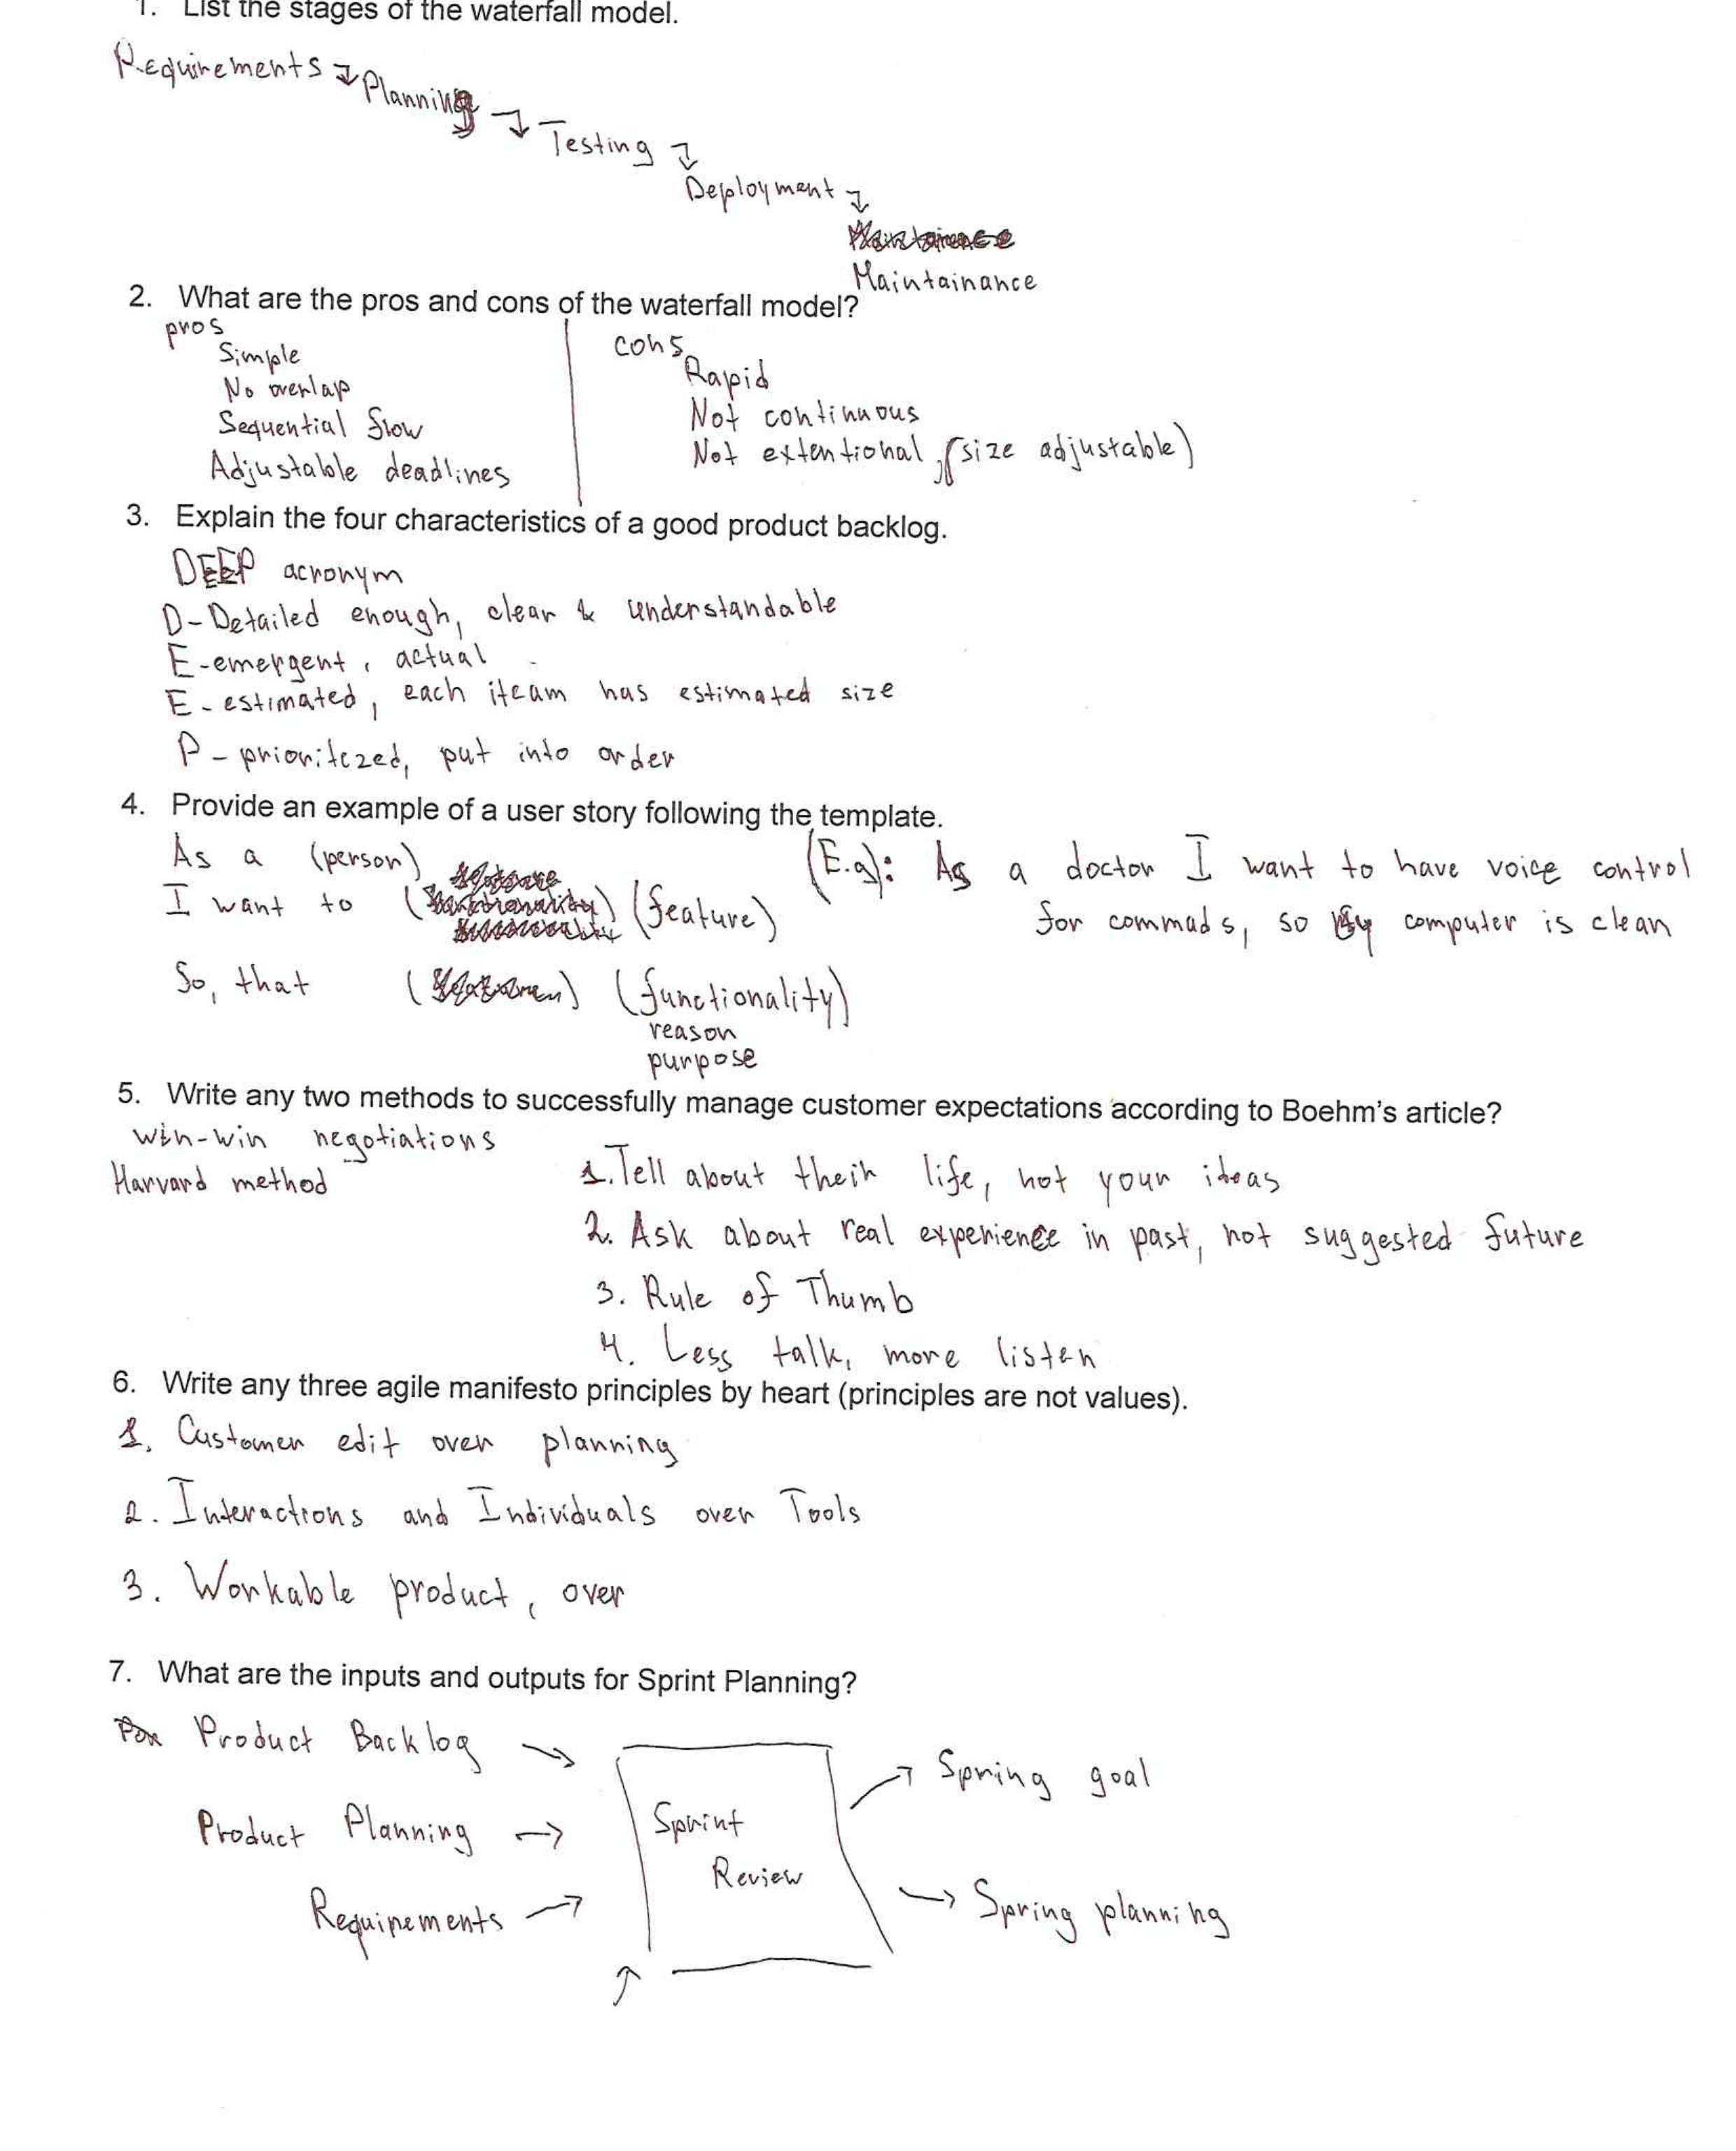 1. List the stages of the waterfall model.
Requirements
Planning
Testing
Deployment
Maintainance
2. What are the pros and cons of the waterfall model?
pros
Simple
No overlap
Sequential flow
Adjustable deadlines
cons
Rapid
Not continuous
Not extentional, (size adjustable)
3. Explain the four characteristics of a good product backlog.
DEEP acronym
D-Detailed enough, clear & understandable
E-emergent, actual
E-estimated, each iteam has estimated size
P-prioritezed, put into order
4. Provide an example of a user story following the template.
As a (person)
I want to (feature)
So, that (functionality)
reason
purpose
(E.g): As a doctor I want to have voice control
for commads, so my computer is clean
5. Write any two methods to successfully manage customer expectations according to Boehm's article?
win-win negotiations
Harvard method
1. Tell about their life, not your ideas
2. Ask about real experience in past, not suggested future
3. Rule of Thumb
4. Less talk, more listen
6. Write any three agile manifesto principles by heart (principles are not values).
1. Customer edit over planning
2. Interactions and Individuals over Tools
3. Workable product, over
7. What are the inputs and outputs for Sprint Planning?
Product Backlog
Product Planning
Requirements
Sprint
Review
Spring goal
Spring planning